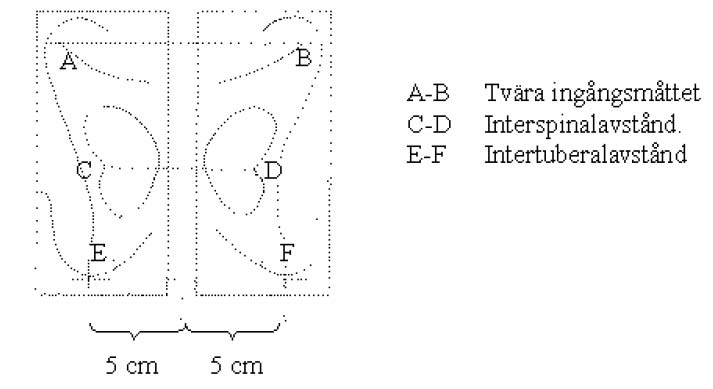 A B
A-B Tvära ingångsmåttet
C-D Interspinalavstånd.
E-F Intertuberalavstånd
C D
E F
5 cm 5 cm